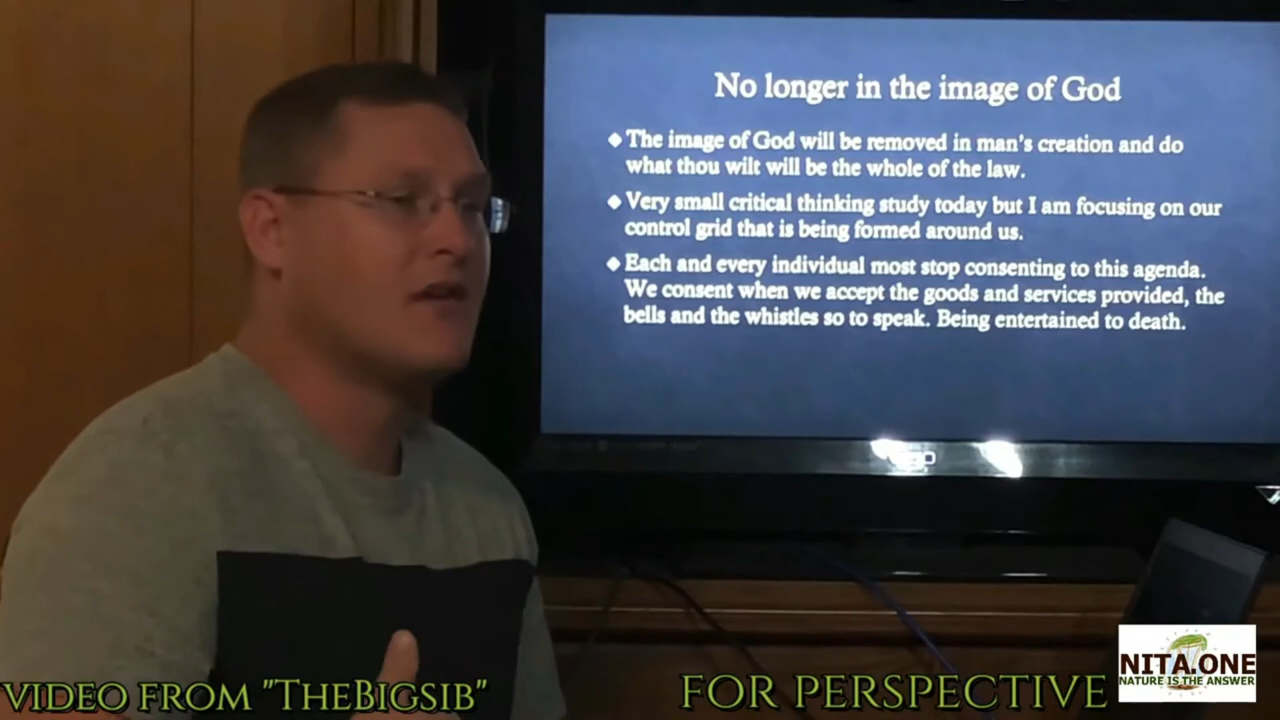 No longer in the image of God
The image of God will be removed in man's creation and do
what thou wilt will be the whole of the law.
Very small critical thinking study today but I am focusing on our
control grid that is being formed around us.
Each and every individual most stop consenting to this agenda.
We consent when we accept the goods and services provided, the
bells and the whistles so to speak. Being entertained to death.
NITA.ONE
NATURE IS THE ANSWER
VIDEO FROM "THEBIGSIB"
FOR PERSPECTIVE